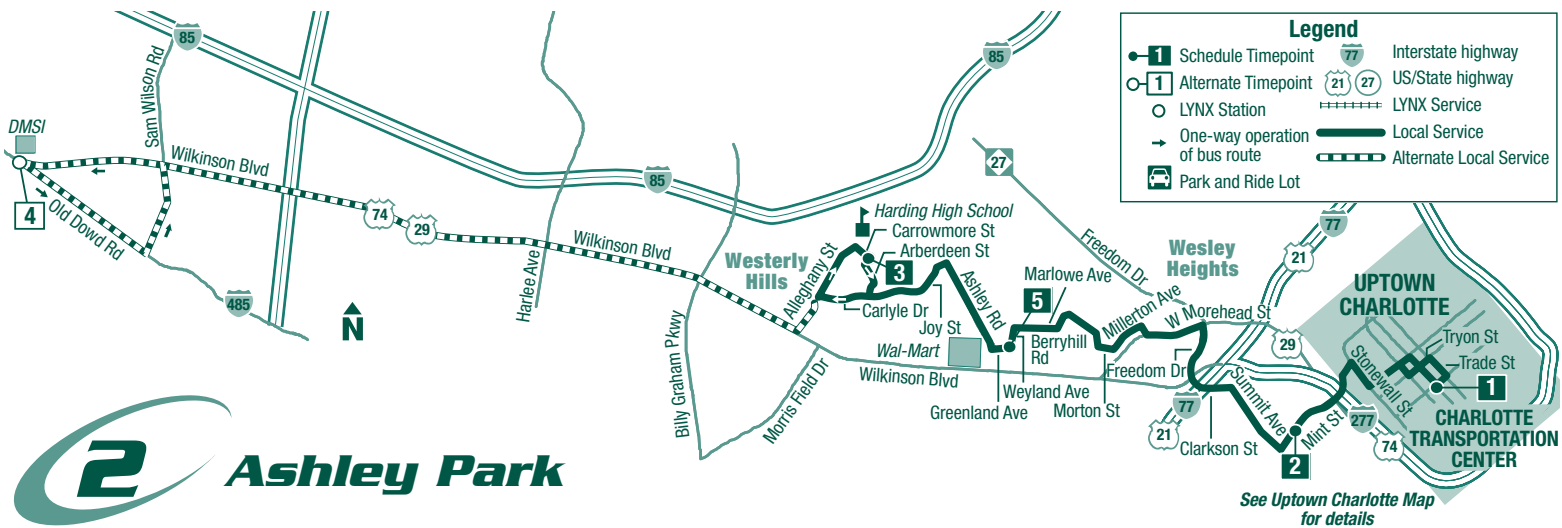 85
Sam Wilson Rd
DMSI
Wilkinson Blvd
4
Old Dowd Rd
485
74
29
N
Harlee Ave
Wilkinson Blvd
85
Billy Graham Pkwy
Morris Field Dr
Westerly
Hills
Alleghany St
Harding High School
Carrowmore St
Arberdeen St
3
Carlyle Dr
Joy St
Ashley Rd
85
27
Freedom Dr
5
Marlowe Ave
Wal-Mart
Wilkinson Blvd
Greenland Ave
Weyland Ave
Berryhill
Rd
Morton St
Millerton Ave
Wesley
Heights
W Morehead St
Freedom Dr
77
21
77
21
Clarkson St
Summit Ave
2
Mint St
29
277
74
Stonewall St
UPTOWN
CHARLOTTE
Tryon St
Trade St
1
CHARLOTTE
TRANSPORTATION
CENTER
See Uptown Charlotte Map
for details
Legend
1 Schedule Timepoint
1 Alternate Timepoint
LYNX Station
One-way operation
of bus route
Park and Ride Lot
77 Interstate highway
21 27 US/State highway
LYNX Service
Local Service
Alternate Local Service
2 Ashley Park